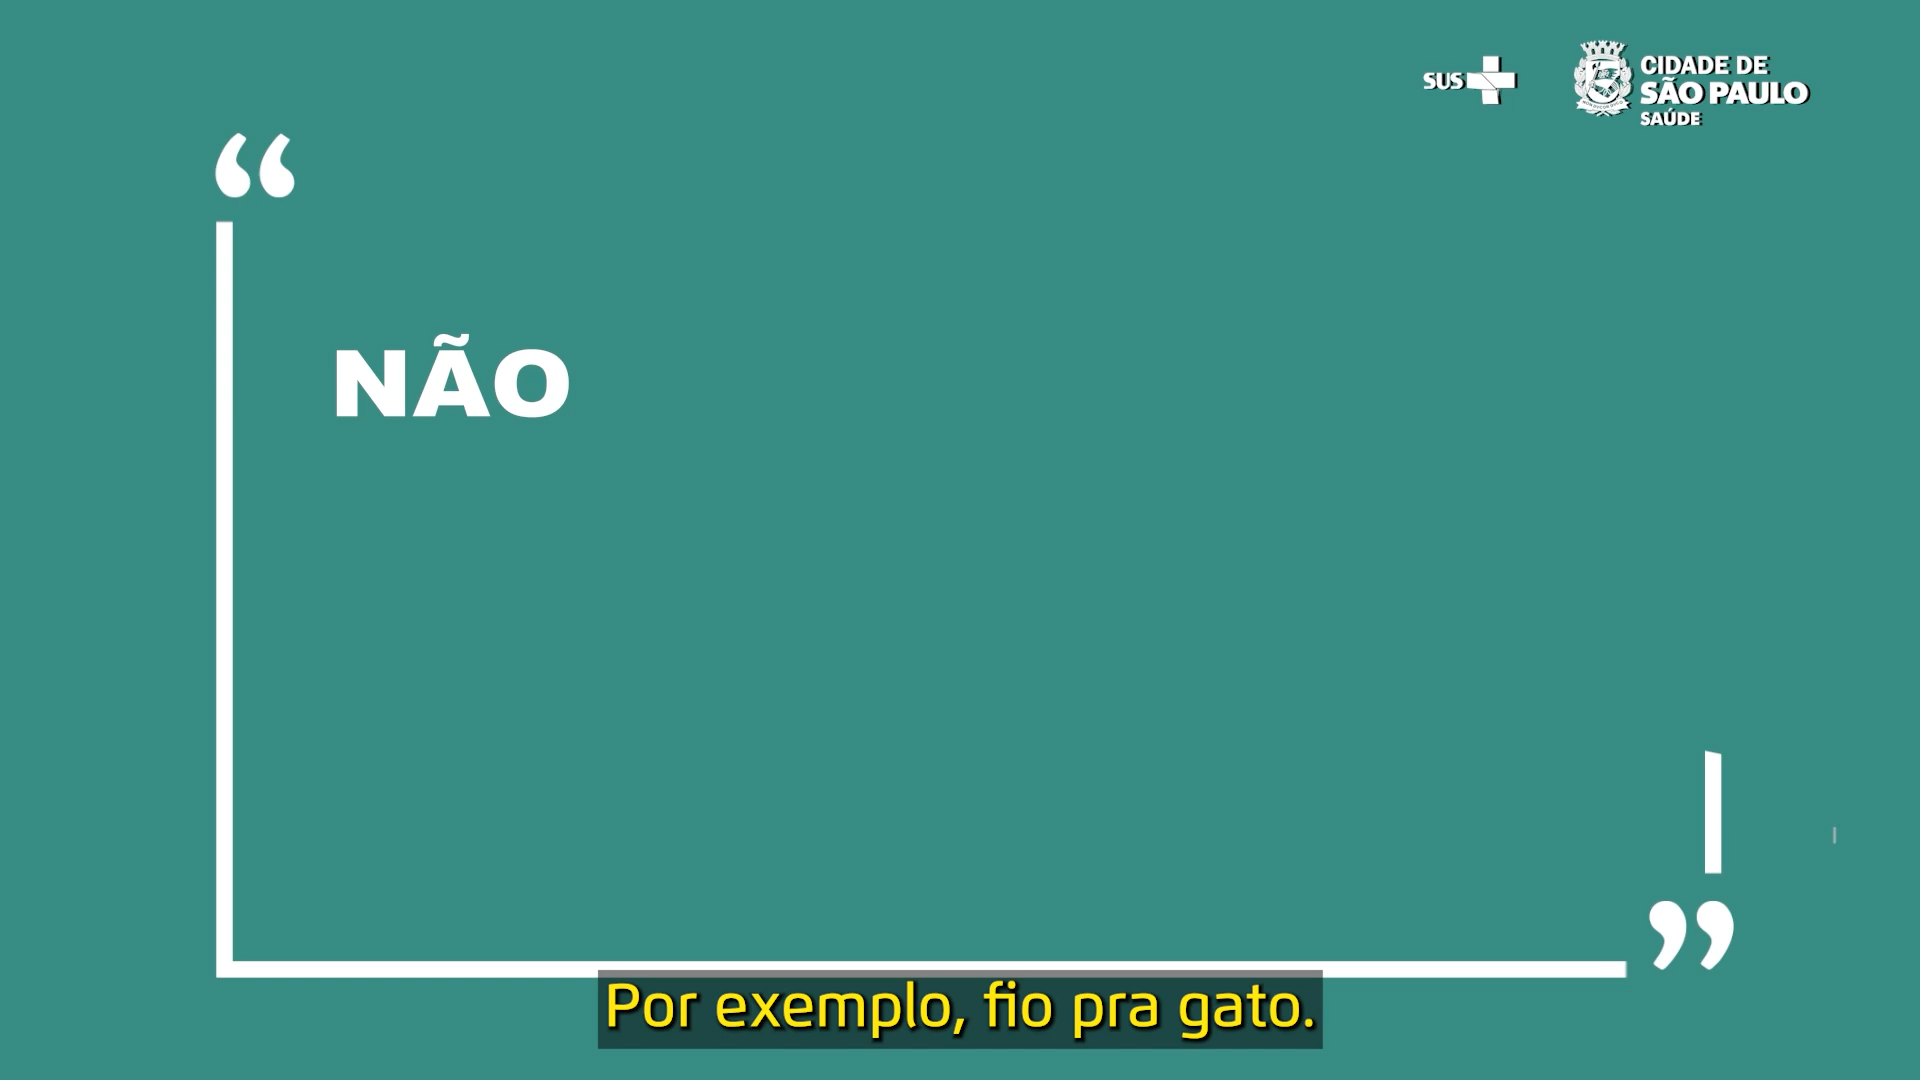 SUS
CIDADE DE
SÃO PAULO
SAÚDE
“
NÃO
”
Por exemplo, fio pra gato.